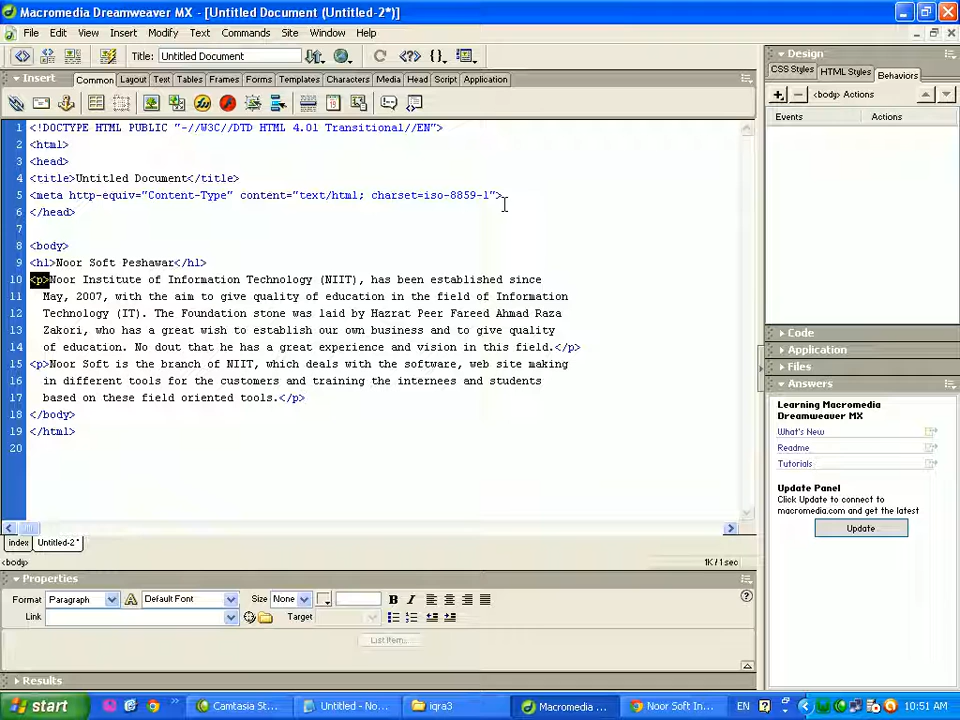 Macromedia Dreamweaver MX - [Untitled Document (Untitled-2*)]
File Edit View Insert Modify Text Commands Site Window Help
Title: Untitled Document
Insert Common Layout Text Tables Frames Forms Templates Characters Media Head Script Application
1 <!DOCTYPE HTML PUBLIC "-//W3C//DTD HTML 4.01 Transitional//EN">
2 <html>
3 <head>
4 <title>Untitled Document</title>
5 <meta http-equiv="Content-Type" content="text/html; charset=iso-8859-1">
6 </head>
7
8 <body>
9 <h1>Noor Soft Peshawar</h1>
10 <p>Noor Institute of Information Technology (NIIT), has been established since
11 May, 2007, with the aim to give quality of education in the field of Information
12 Technology (IT). The Foundation stone was laid by Hazrat Peer Fareed Ahmad Raza
13 Zakori, who has a great wish to establish our own business and to give quality
14 of education. No dout that he has a great experience and vision in this field.</p>
15 <p>Noor Soft is the branch of NIIT, which deals with the software, web site making
16 in different tools for the customers and training the internees and students
17 based on these field oriented tools.</p>
18 </body>
19 </html>
20
index Untitled-2*
<body>
1K / 1 sec
Properties
Format Paragraph Default Font Size None B I
Link Target
List Item...
Results
Design
CSS Styles HTML Styles Behaviors
<body> Actions
Events Actions
Code
Application
Files
Answers
Learning Macromedia
Dreamweaver MX
What's New
Readme
Tutorials
Update Panel
Click Update to connect to
macromedia.com and get the latest
Update
start Camtasia St... Untitled - No... iqra3 Macromedia ... Noor Soft In... EN 10:51 AM